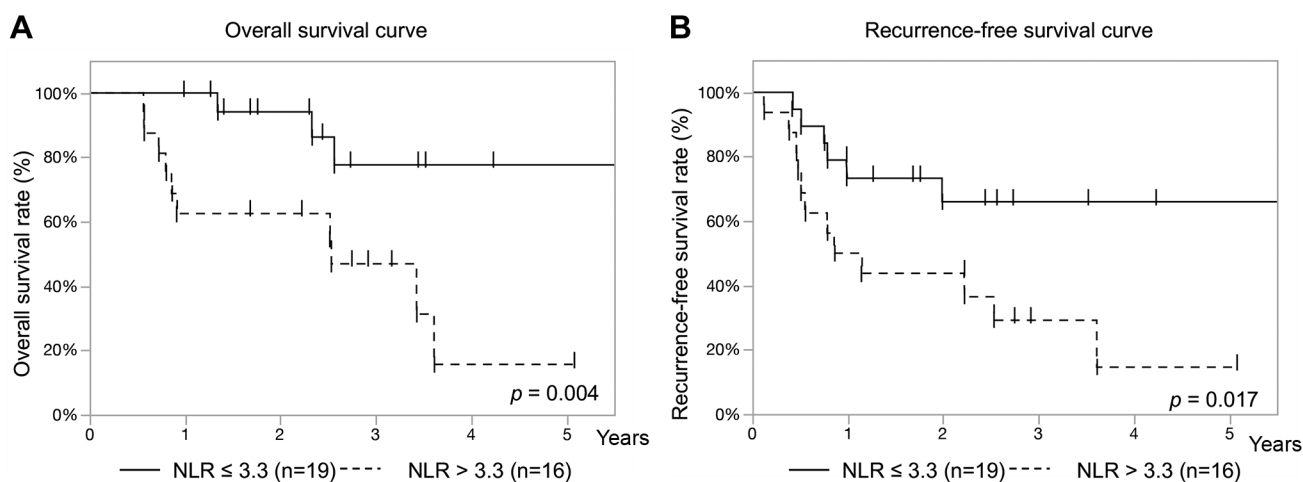 A
Overall survival curve
Overall survival rate (%)
100%
80%
60%
40%
20%
0%
p = 0.004
0 1 2 3 4 5 Years
NLR ≤ 3.3 (n=19) NLR > 3.3 (n=16)
B
Recurrence-free survival curve
Recurrence-free survival rate (%)
100%
80%
60%
40%
20%
0%
p = 0.017
0 1 2 3 4 5 Years
NLR ≤ 3.3 (n=19) NLR > 3.3 (n=16)